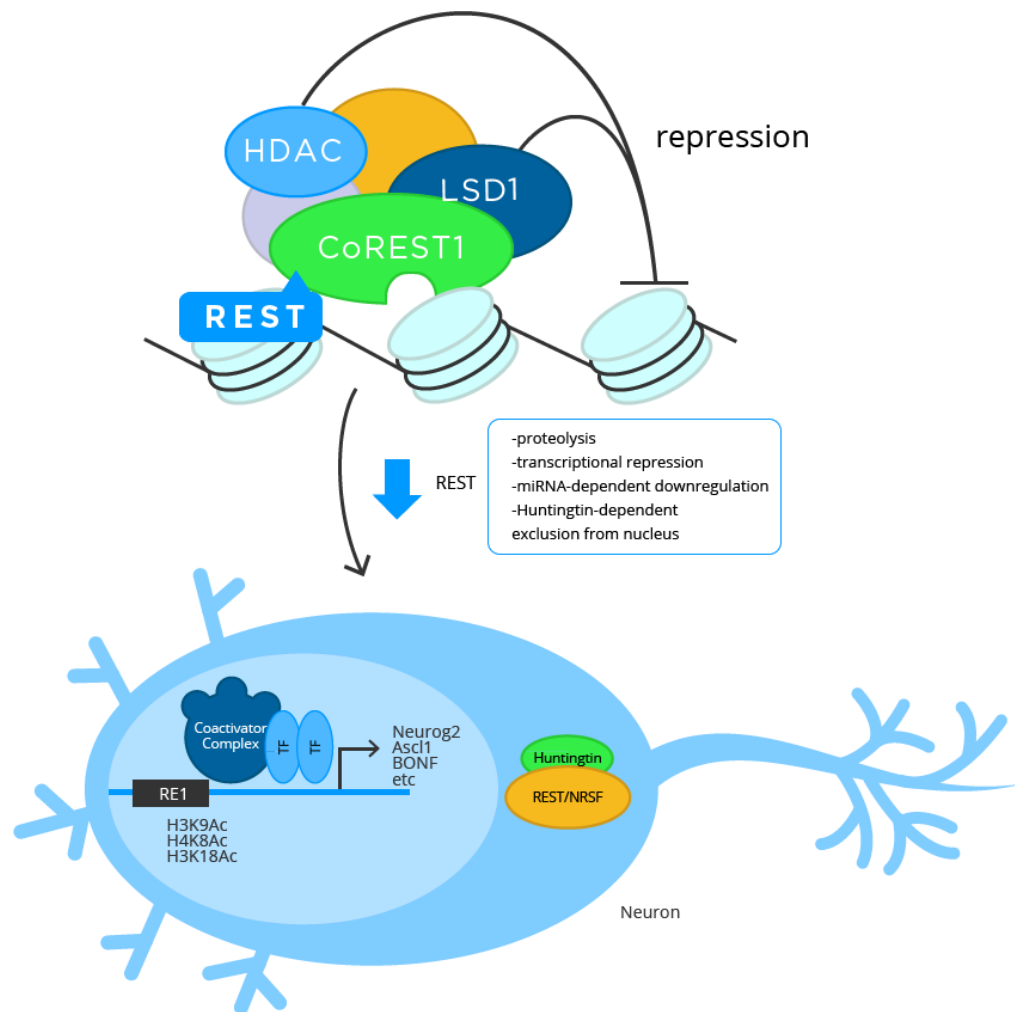 HDAC
repression
LSD1
CoREST1
REST
-proteolysis
-transcriptional repression
REST
-miRNA-dependent downregulation
-Huntingtin-dependent
exclusion from nucleus
Coactivator
Complex
TF
TF
Neurog2
Ascl1
BONF
etc
RE1
H3K9Ac
H4K8Ac
H3K18Ac
Huntingtin
REST/NRSF
Neuron